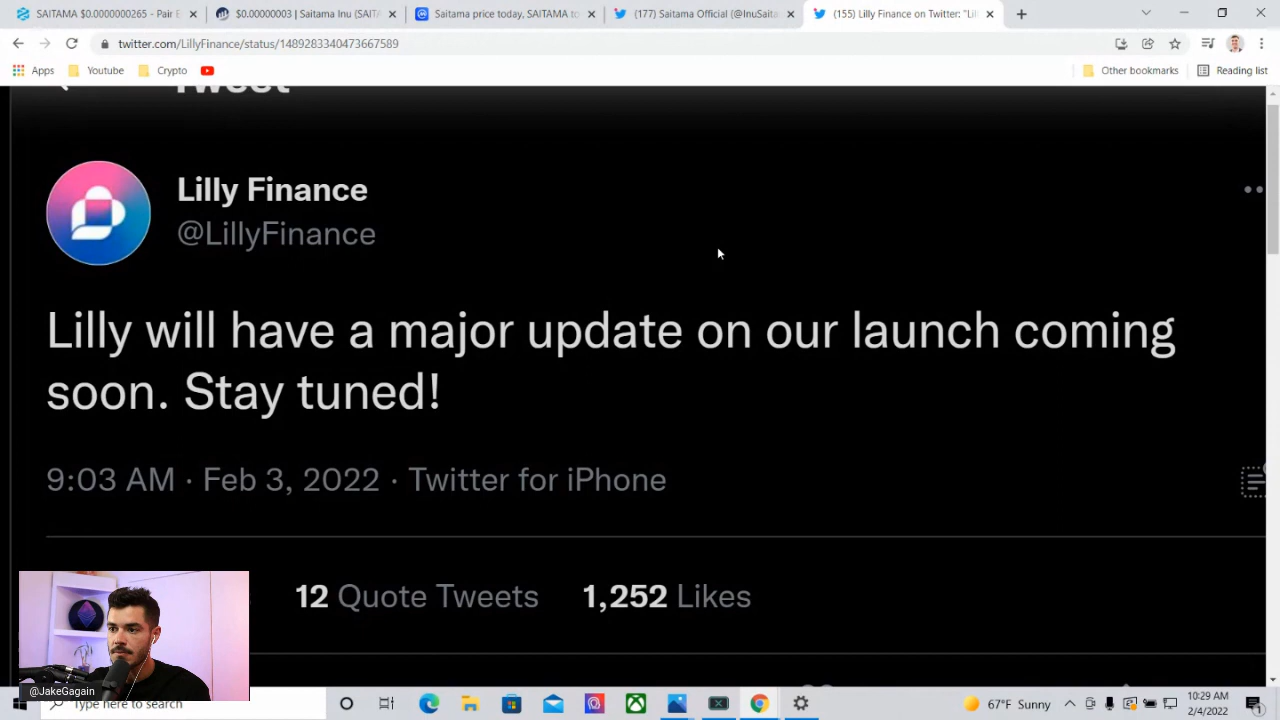 SAITAMA $0.0000000265 - Pair E
$0.00000003 | Saitama Inu (SAITA
Saitama price today, SAITAMA to
(177) Saitama Official (@InuSaita
(155) Lilly Finance on Twitter: "Lil
twitter.com/LillyFinance/status/1489283340473667589
Apps
Youtube
Crypto
Other bookmarks
Reading list
Tweet
Lilly Finance
@LillyFinance
Lilly will have a major update on our launch coming
soon. Stay tuned!
9:03 AM · Feb 3, 2022 · Twitter for iPhone
12 Quote Tweets 1,252 Likes
@JakeGagain
Type here to search
67°F Sunny
10:29 AM
2/4/2022
1